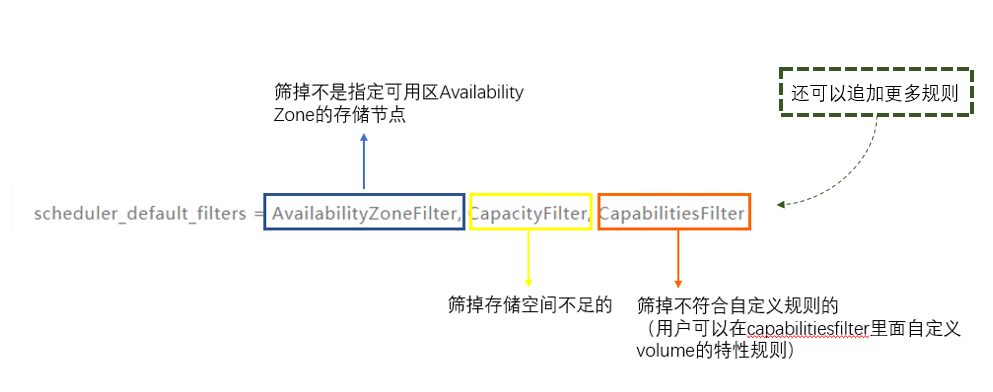 筛掉不是指定可用区Availability
Zone的存储节点
还可以追加更多规则
scheduler_default_filters = AvailabilityZoneFilter, CapacityFilter, CapabilitiesFilter
筛掉存储空间不足的
筛掉不符合自定义规则的
（用户可以在capabilitiesfilter里面自定义
volume的特性规则）